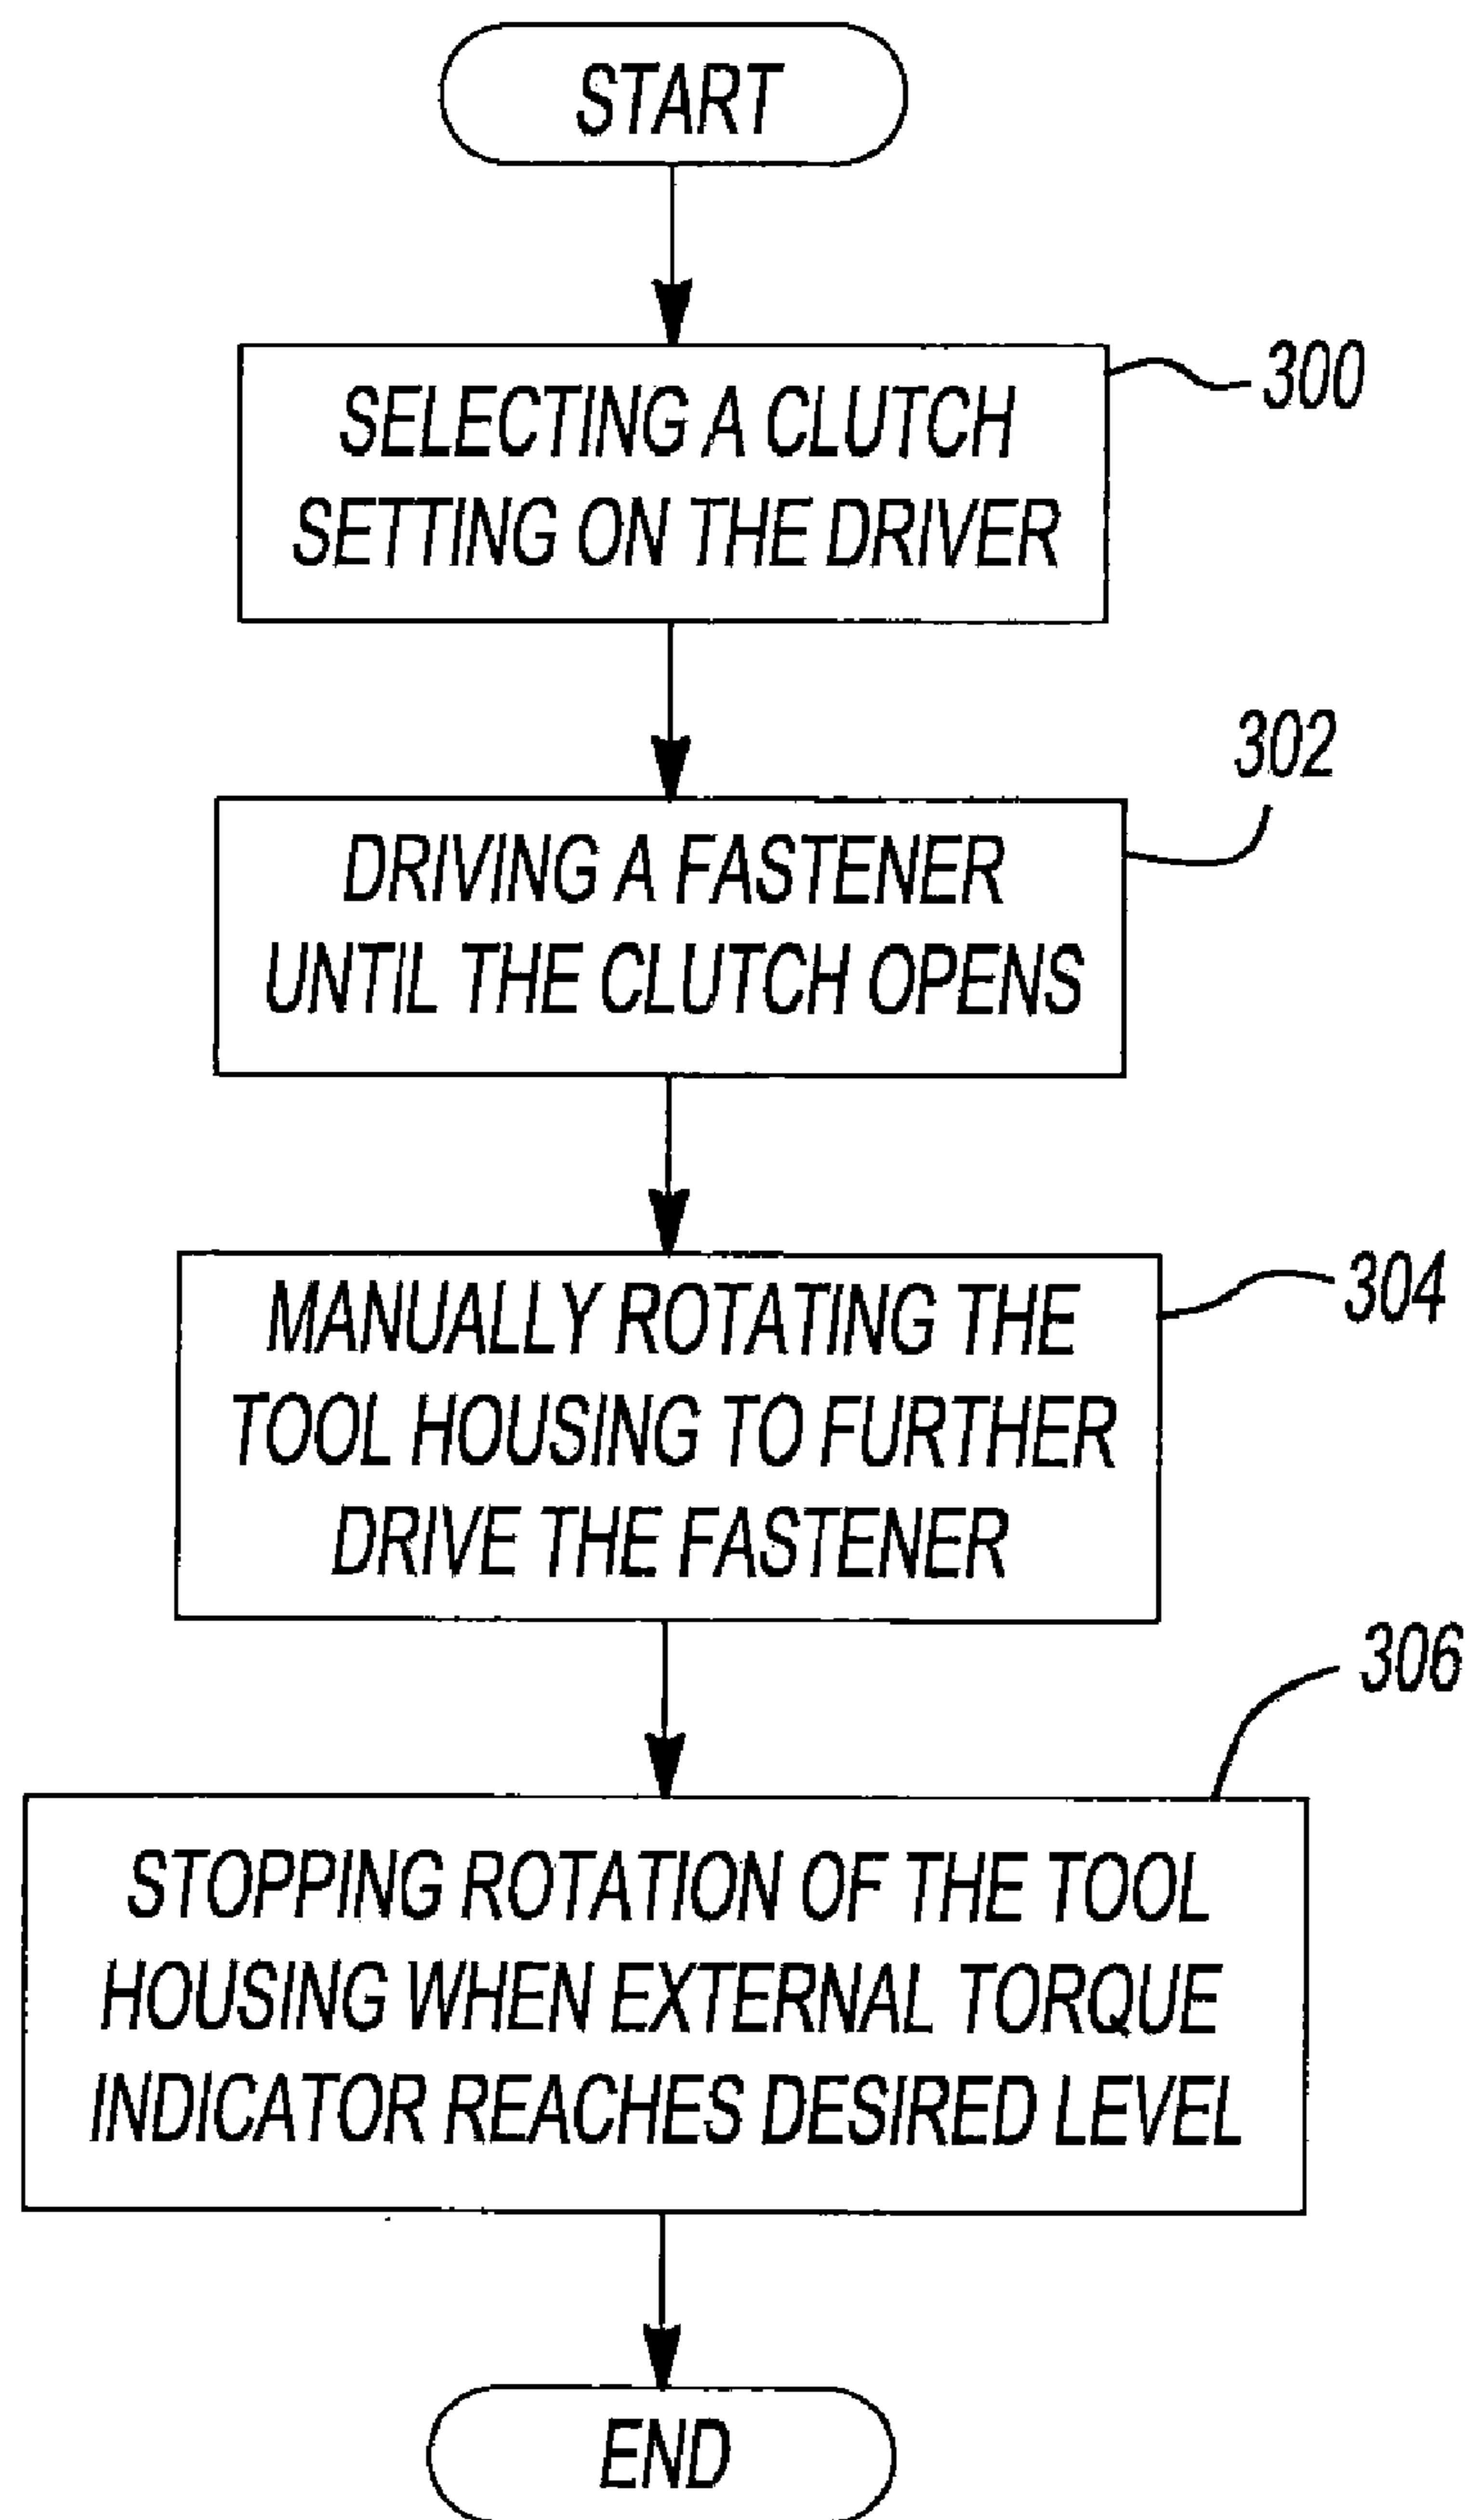 START
SELECTING A CLUTCH
SETTING ON THE DRIVER
300
DRIVING A FASTENER
UNTIL THE CLUTCH OPENS
302
MANUALLY ROTATING THE
TOOL HOUSING TO FURTHER
DRIVE THE FASTENER
304
STOPPING ROTATION OF THE TOOL
HOUSING WHEN EXTERNAL TORQUE
INDICATOR REACHES DESIRED LEVEL
306
END